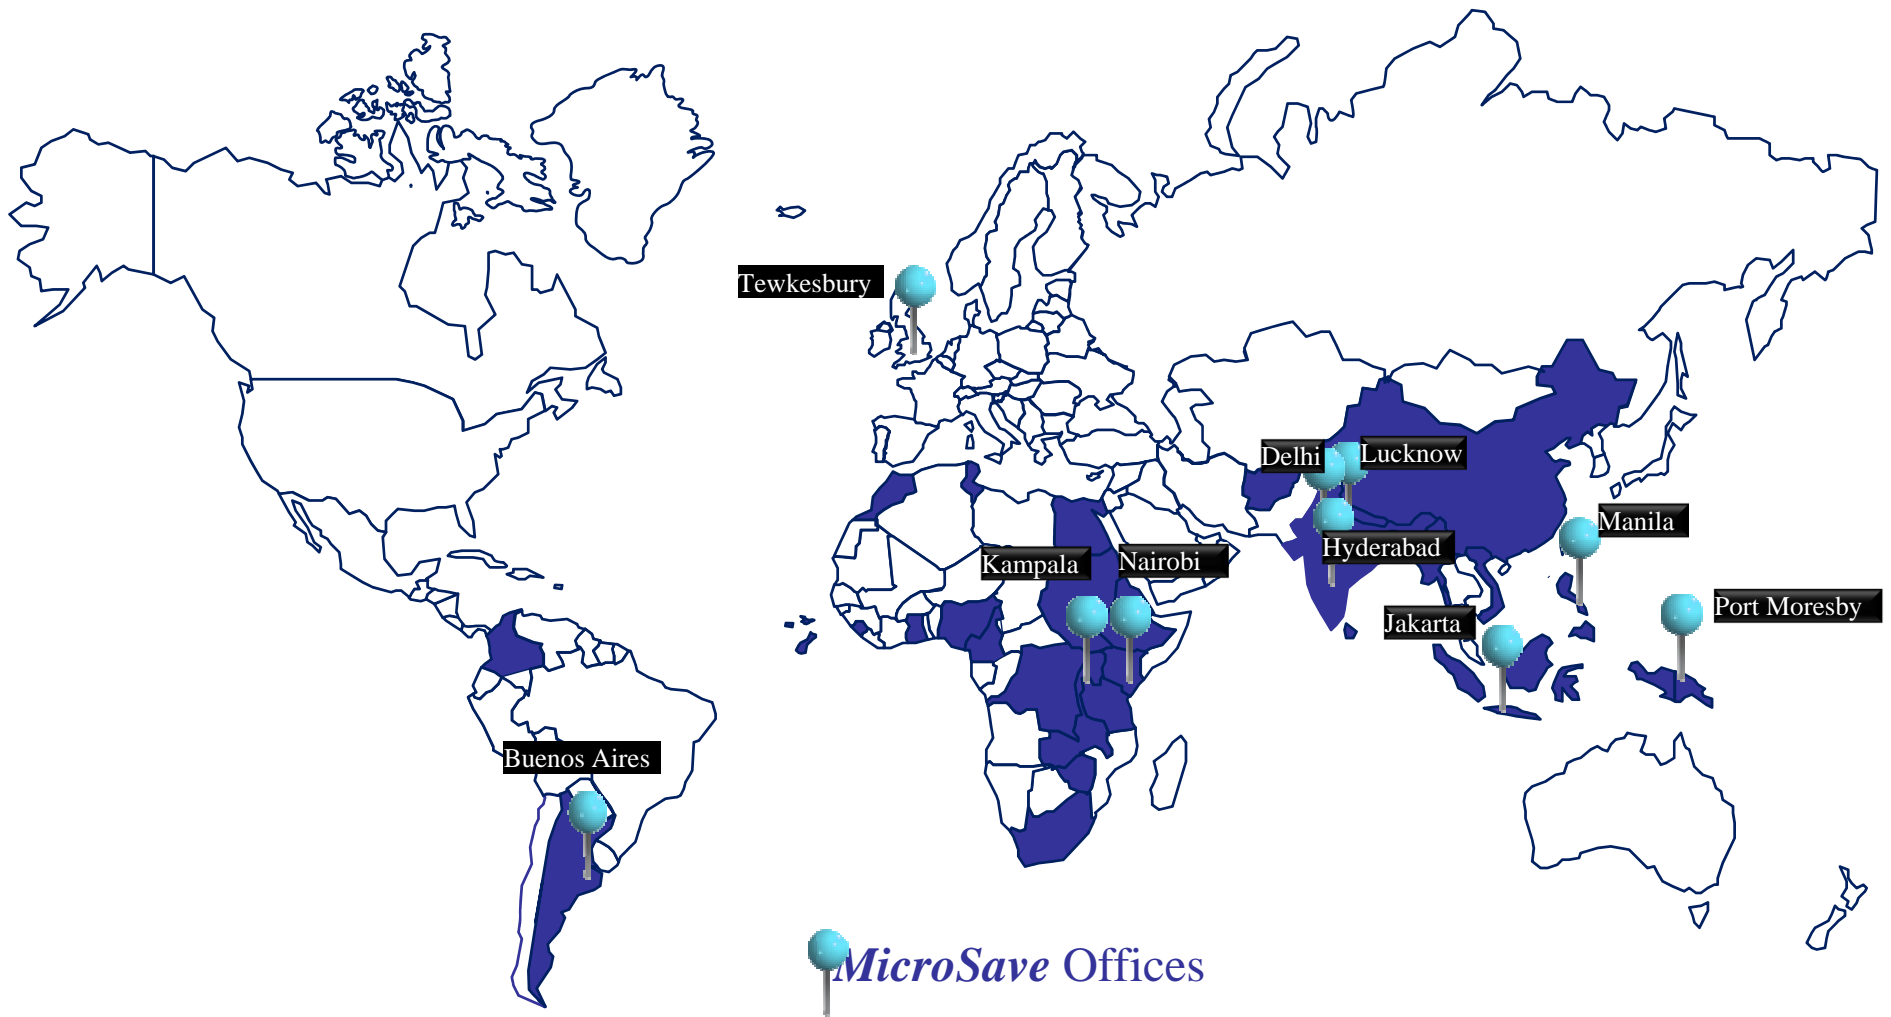 Tewkesbury
Delhi
Lucknow
Manila
Hyderabad
Kampala
Nairobi
Port Moresby
Jakarta
Buenos Aires
MicroSave Offices